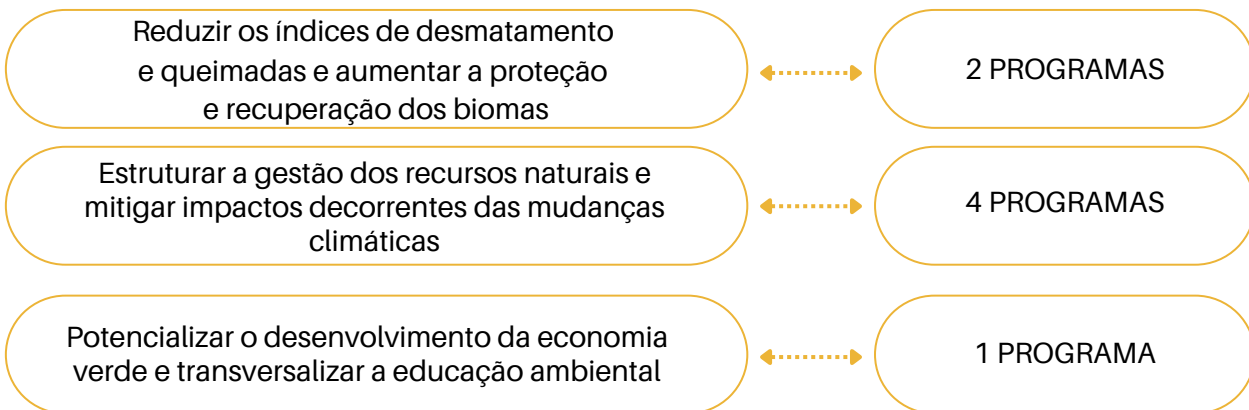 Reduzir os índices de desmatamento
e queimadas e aumentar a proteção
e recuperação dos biomas
2 PROGRAMAS
Estruturar a gestão dos recursos naturais e
mitigar impactos decorrentes das mudanças
climáticas
4 PROGRAMAS
Potencializar o desenvolvimento da economia
verde e transversalizar a educação ambiental
1 PROGRAMA